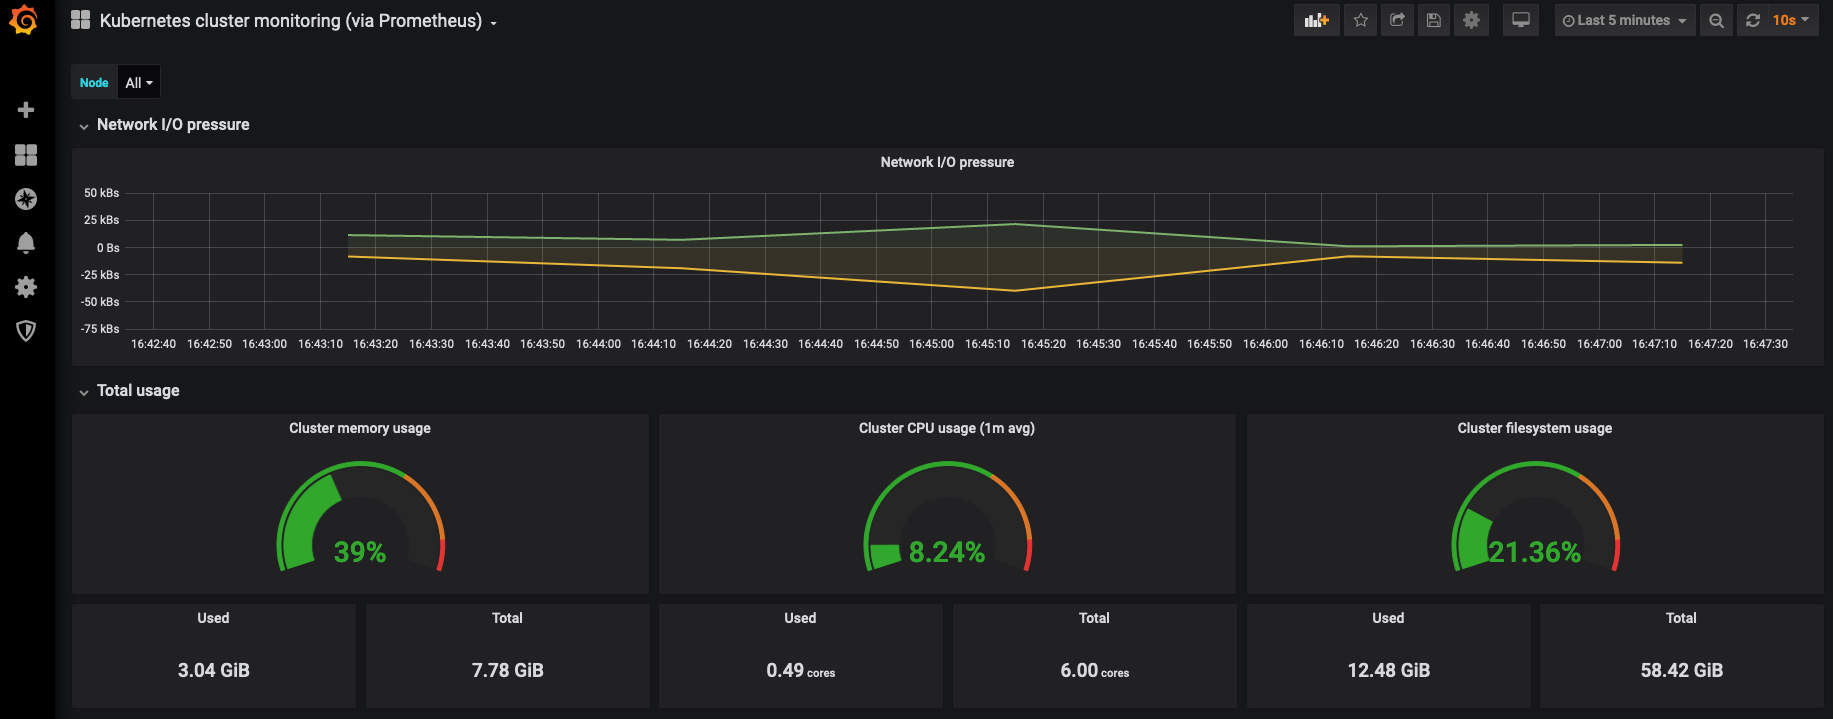 Kubernetes cluster monitoring (via Prometheus)
Last 5 minutes
10s
Node All
Network I/O pressure
Network I/O pressure
50 kBs
25 kBs
0 Bs
-25 kBs
-50 kBs
-75 kBs
16:42:40 16:42:50 16:43:00 16:43:10 16:43:20 16:43:30 16:43:40 16:43:50 16:44:00 16:44:10 16:44:20 16:44:30 16:44:40 16:44:50 16:45:00 16:45:10 16:45:20 16:45:30 16:45:40 16:45:50 16:46:00 16:46:10 16:46:20 16:46:30 16:46:40 16:46:50 16:47:00 16:47:10 16:47:20 16:47:30
Total usage
Cluster memory usage
39%
Cluster CPU usage (1m avg)
8.24%
Cluster filesystem usage
21.36%
Used
3.04 GiB
Total
7.78 GiB
Used
0.49 cores
Total
6.00 cores
Used
12.48 GiB
Total
58.42 GiB